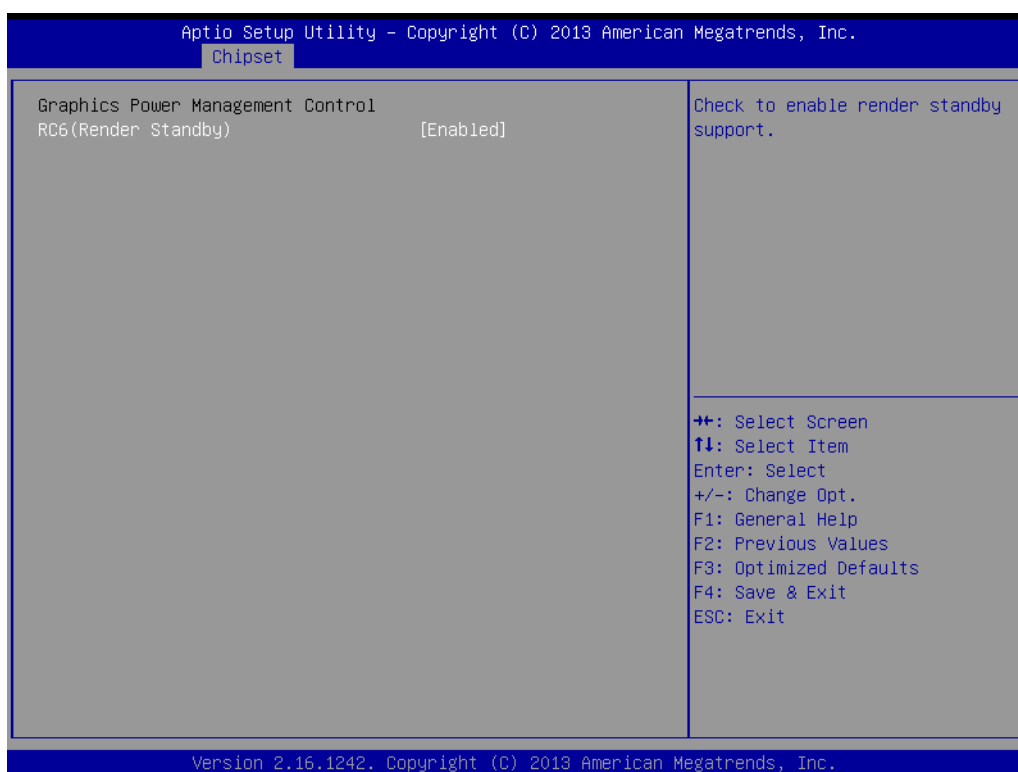 Aptio Setup Utility – Copyright (C) 2013 American Megatrends, Inc.
Chipset
Graphics Power Management Control
RC6(Render Standby) [Enabled]
Check to enable render standby
support.
→←: Select Screen
↑↓: Select Item
Enter: Select
+/-: Change Opt.
F1: General Help
F2: Previous Values
F3: Optimized Defaults
F4: Save & Exit
ESC: Exit
Version 2.16.1242. Copyright (C) 2013 American Megatrends, Inc.